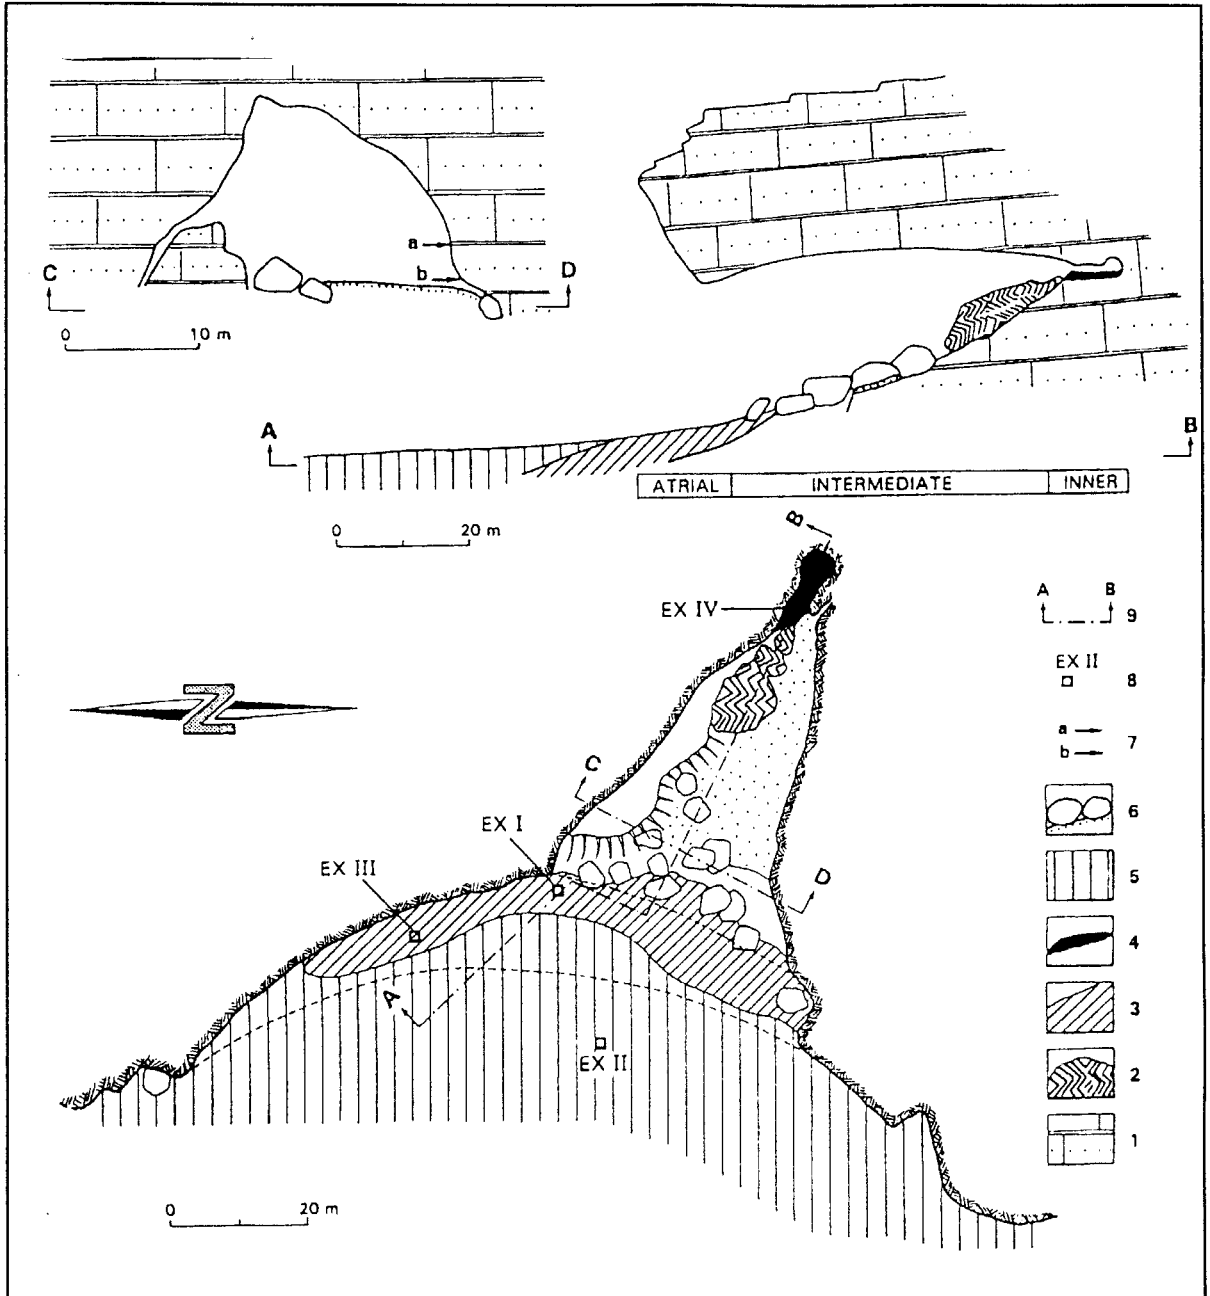 a
b
C
D
0 10 m
A
B
ATRIAL INTERMEDIATE INNER
0 20 m
B
EX IV
A B
9
EX II
8
N
a
b
7
C
6
EX I
EX III
5
D
4
A
3
EX II
2
1
0 20 m